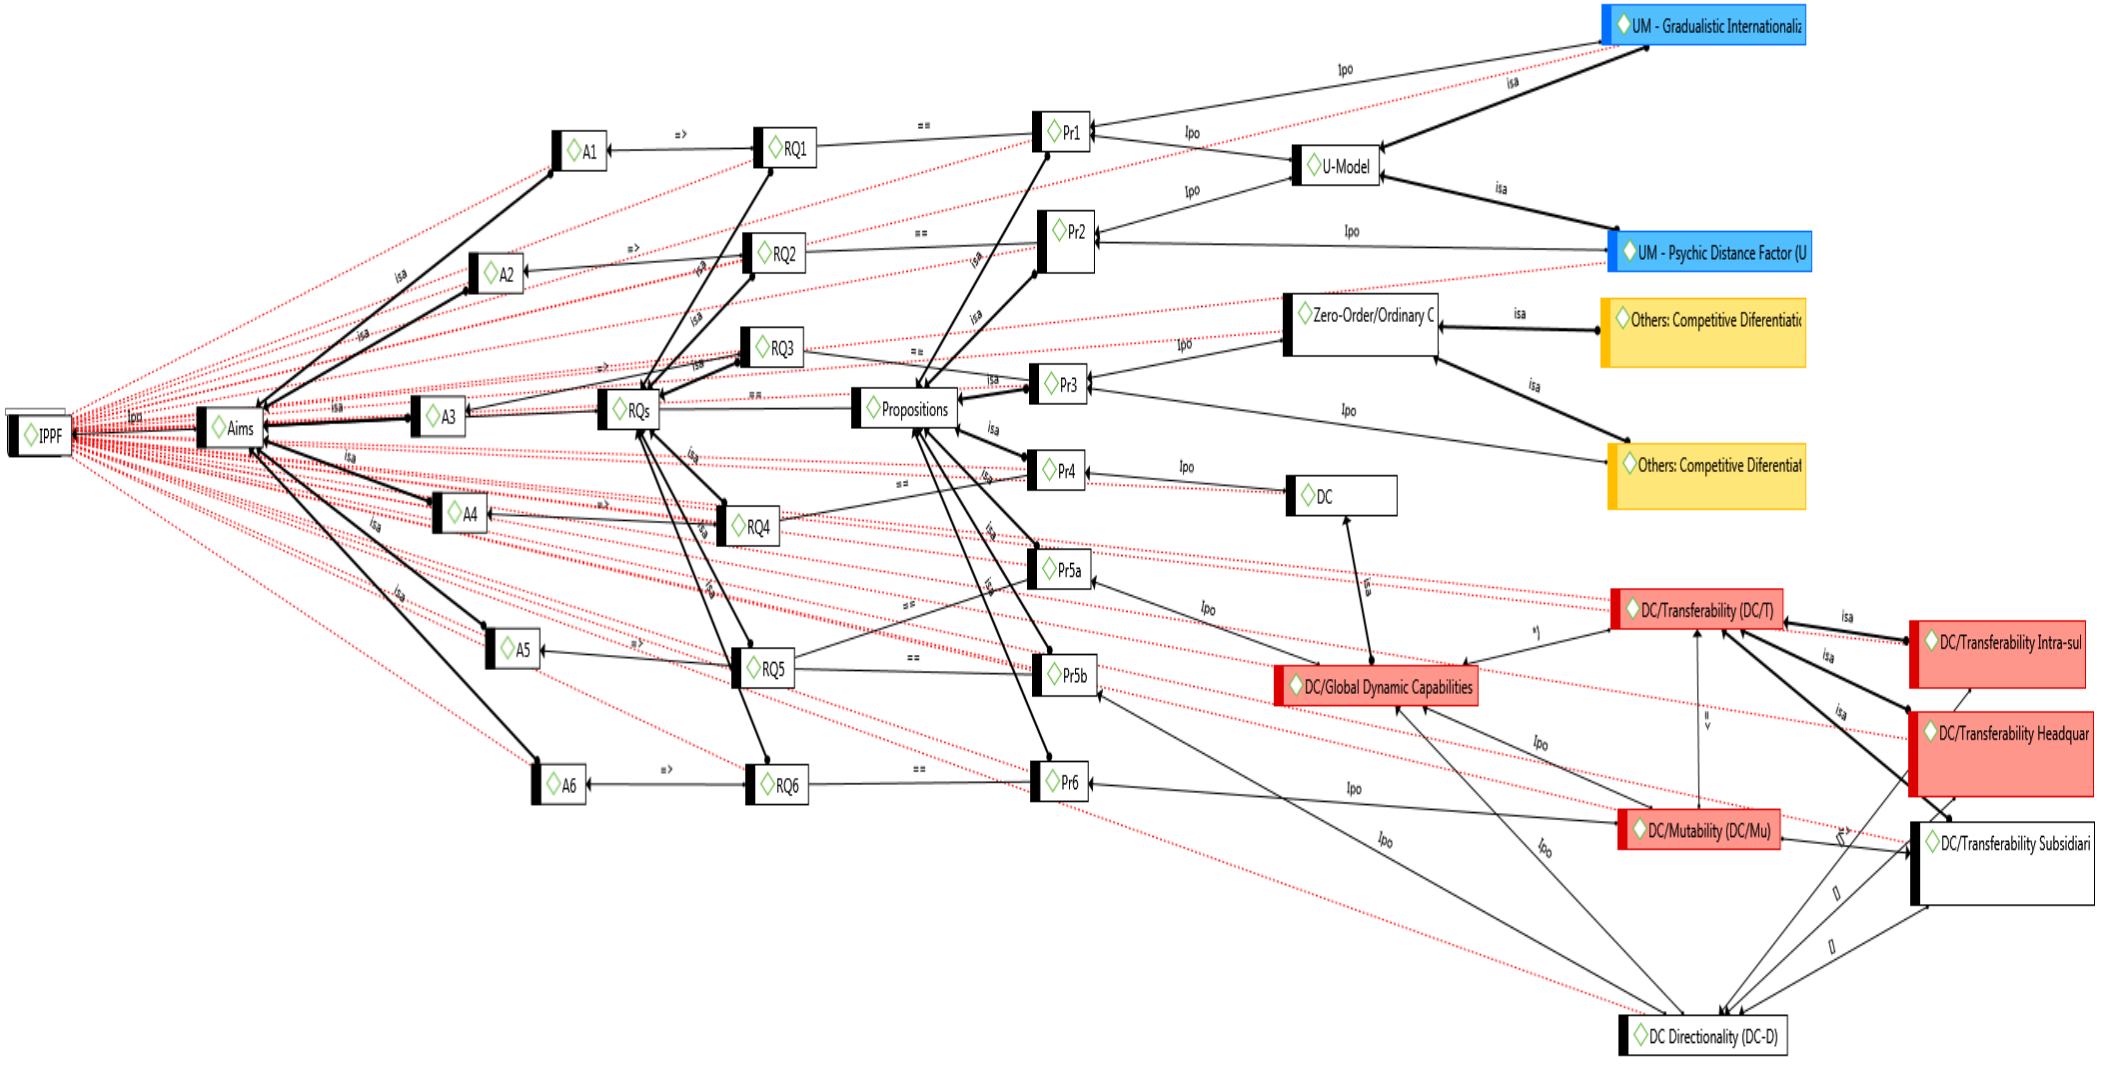 UM - Gradualistic Internationaliz
Ipo
isa
A1
=>
RQ1
==
Pr1
Ipo
U-Model
isa
Ipo
A2
=>
RQ2
==
Pr2
Ipo
UM - Psychic Distance Factor (U
isa
isa
isa
isa
Zero-Order/Ordinary C
isa
Others: Competitive Diferentiatic
isa
isa
RQ3
==
Ipo
=>
isa
isa
Pr3
isa
IPPF
Ipo
Aims
isa
A3
RQs
==
Propositions
Ipo
isa
isa
isa
Pr4
Ipo
Others: Competitive Diferentiat
isa
==
DC
A4
=>
RQ4
isa
isa
isa
Pr5a
isa
isa
isa
isa
==
Ipo
DC/Transferability (DC/T)
isa
*}
A5
=>
RQ5
==
Pr5b
DC/Global Dynamic Capabilities
isa
DC/Transferability Intra-sul
isa
=>
DC/Transferability Headquar
Ipo
A6
=>
RQ6
==
Pr6
Ipo
DC/Mutability (DC/Mu)
=>
DC/Transferability Subsidiari
Ipo
Ipo
[]
[]
[]
DC Directionality (DC-D)